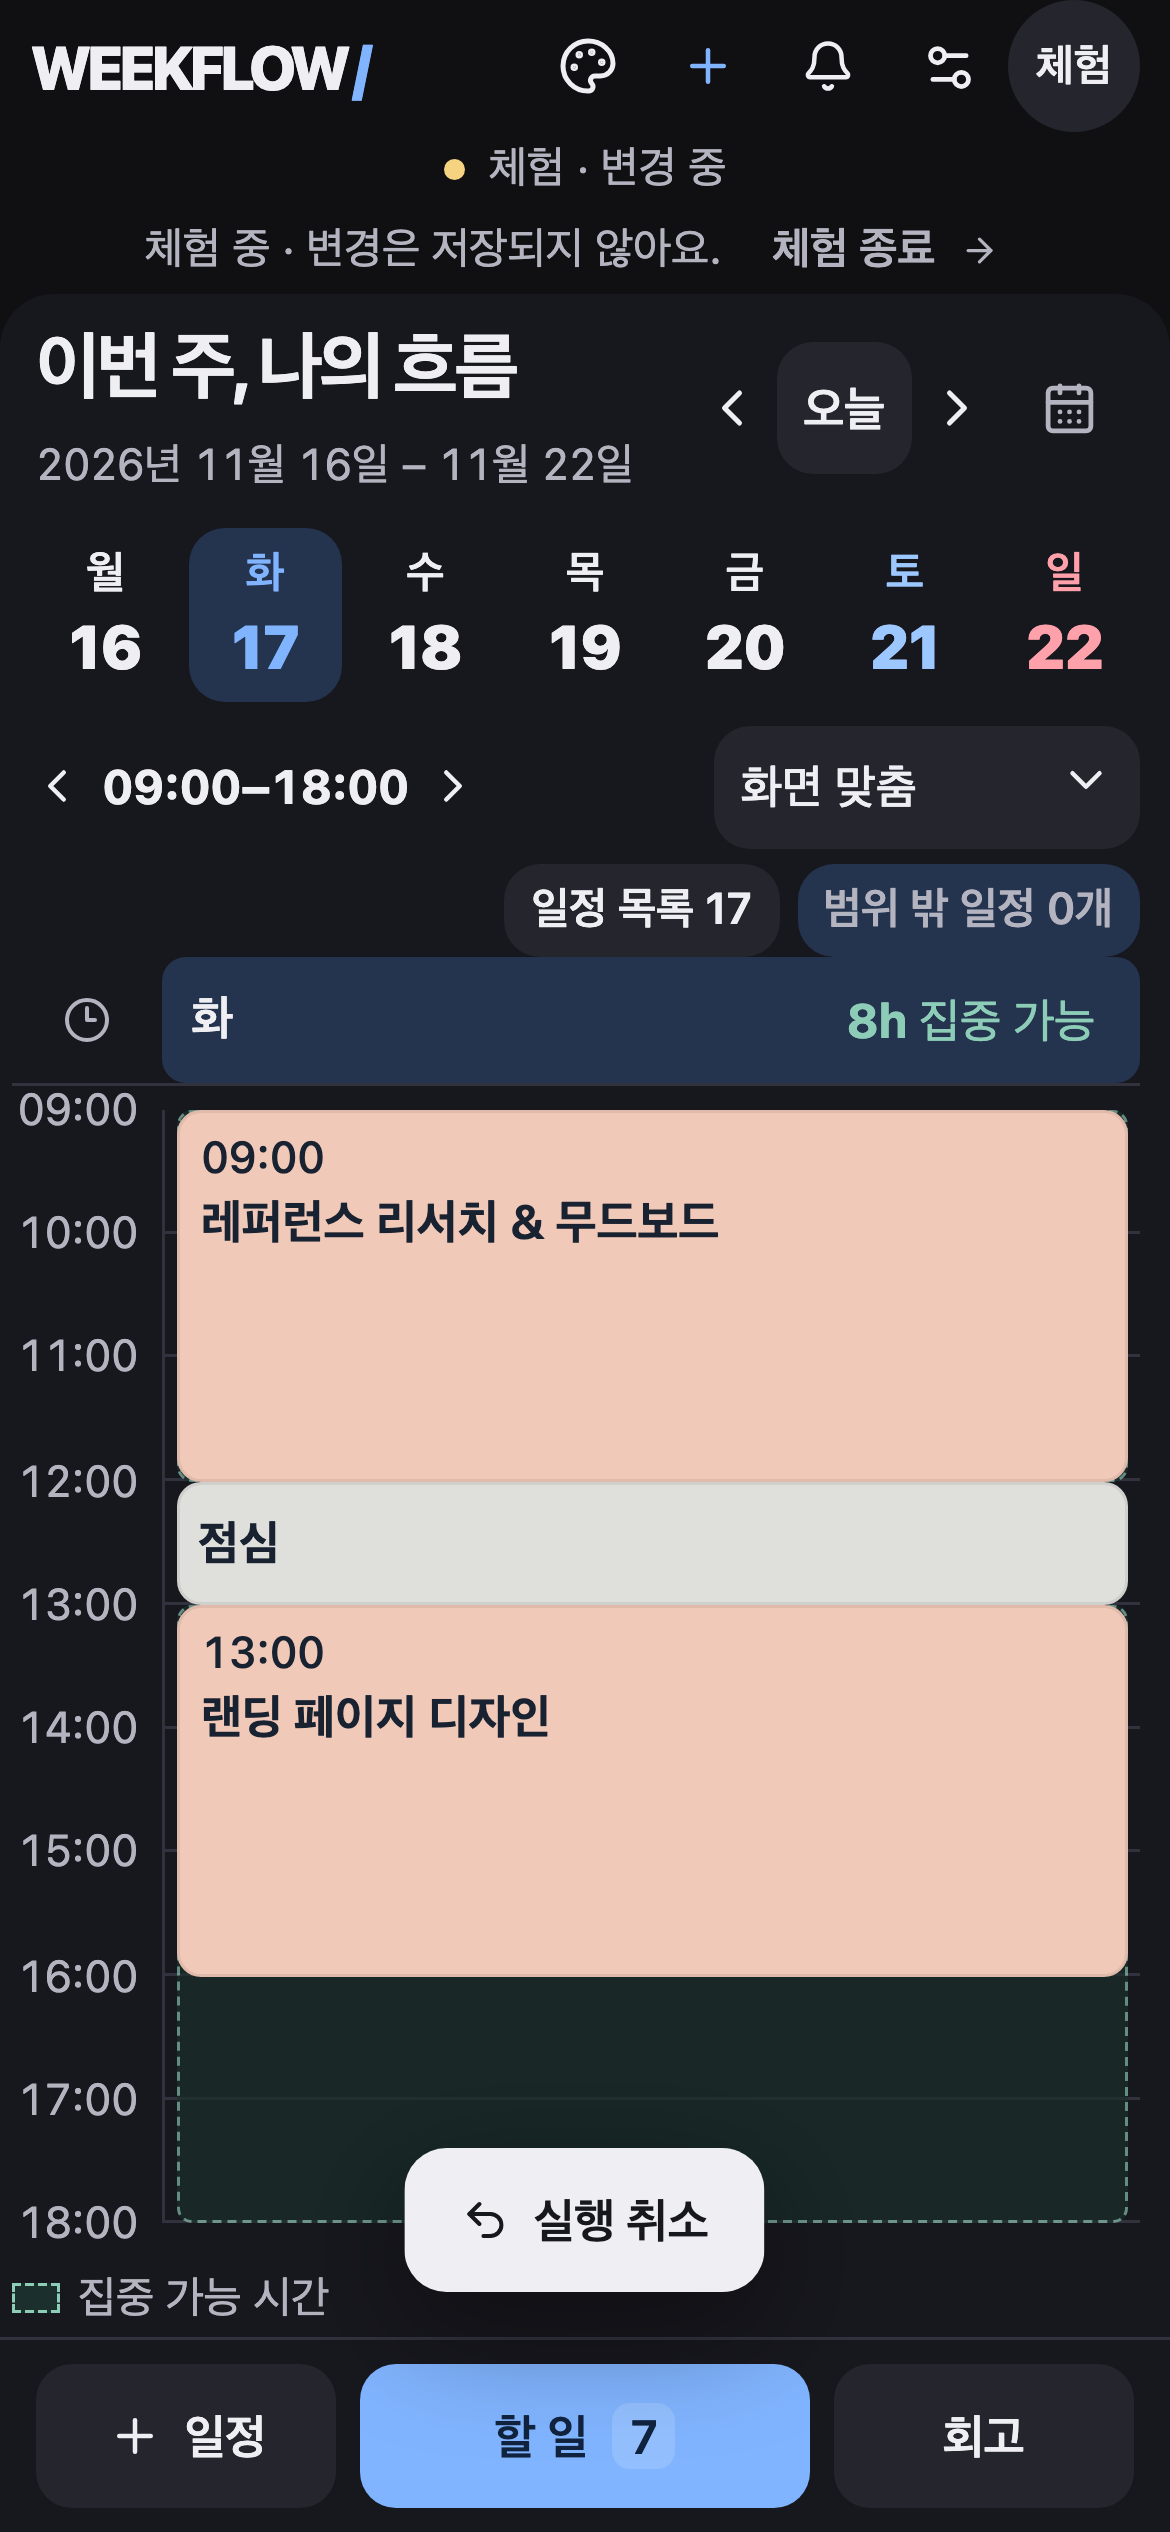 WEEKFLOW/
체험
체험 · 변경 중
체험 중 · 변경은 저장되지 않아요. 체험 종료 →
이번 주, 나의 흐름
오늘
2026년 11월 16일 – 11월 22일
월 화 수 목 금 토 일
16 17 18 19 20 21 22
09:00–18:00
화면 맞춤
일정 목록 17
범위 밖 일정 0개
화
8h 집중 가능
09:00
09:00
레퍼런스 리서치 & 무드보드
10:00
11:00
12:00
점심
13:00
13:00
랜딩 페이지 디자인
14:00
15:00
16:00
17:00
18:00
실행 취소
집중 가능 시간
+ 일정
할 일 7
회고